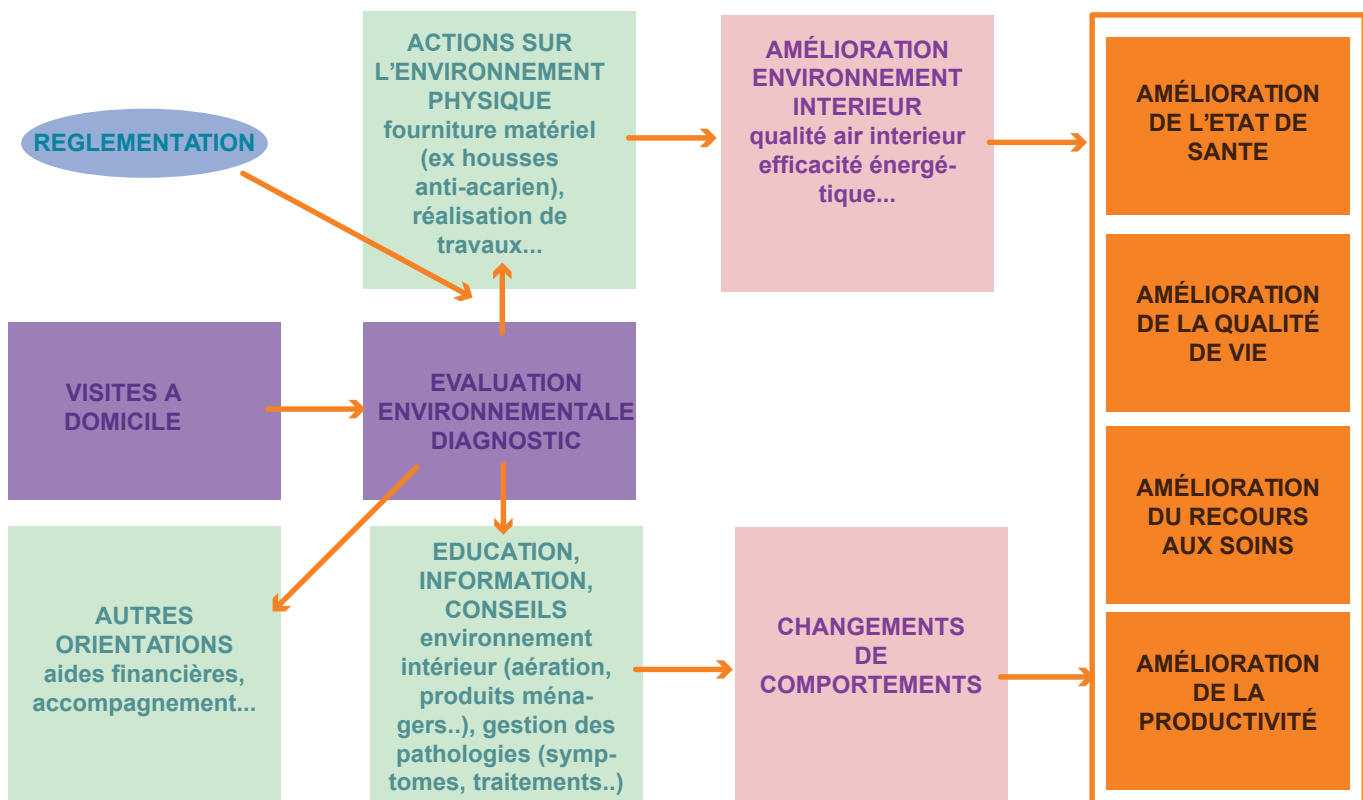 REGLEMENTATION
ACTIONS SUR
L'ENVIRONNEMENT
PHYSIQUE
fourniture matériel
(ex housses
anti-acarien),
réalisation de
travaux...
AMÉLIORATION
ENVIRONNEMENT
INTERIEUR
qualité air interieur
efficacité énergé-
tique...
AMÉLIORATION
DE L'ETAT DE
SANTE
AMÉLIORATION
DE LA QUALITÉ
DE VIE
VISITES A
DOMICILE
EVALUATION
ENVIRONNEMENTALE
DIAGNOSTIC
AMÉLIORATION
DU RECOURS
AUX SOINS
AUTRES
ORIENTATIONS
aides financières,
accompagnement...
EDUCATION,
INFORMATION,
CONSEILS
environnement
intérieur (aération,
produits ména-
gers..), gestion des
pathologies (symp-
tomes, traitements..)
CHANGEMENTS
DE
COMPORTEMENTS
AMÉLIORATION
DE LA
PRODUCTIVITÉ